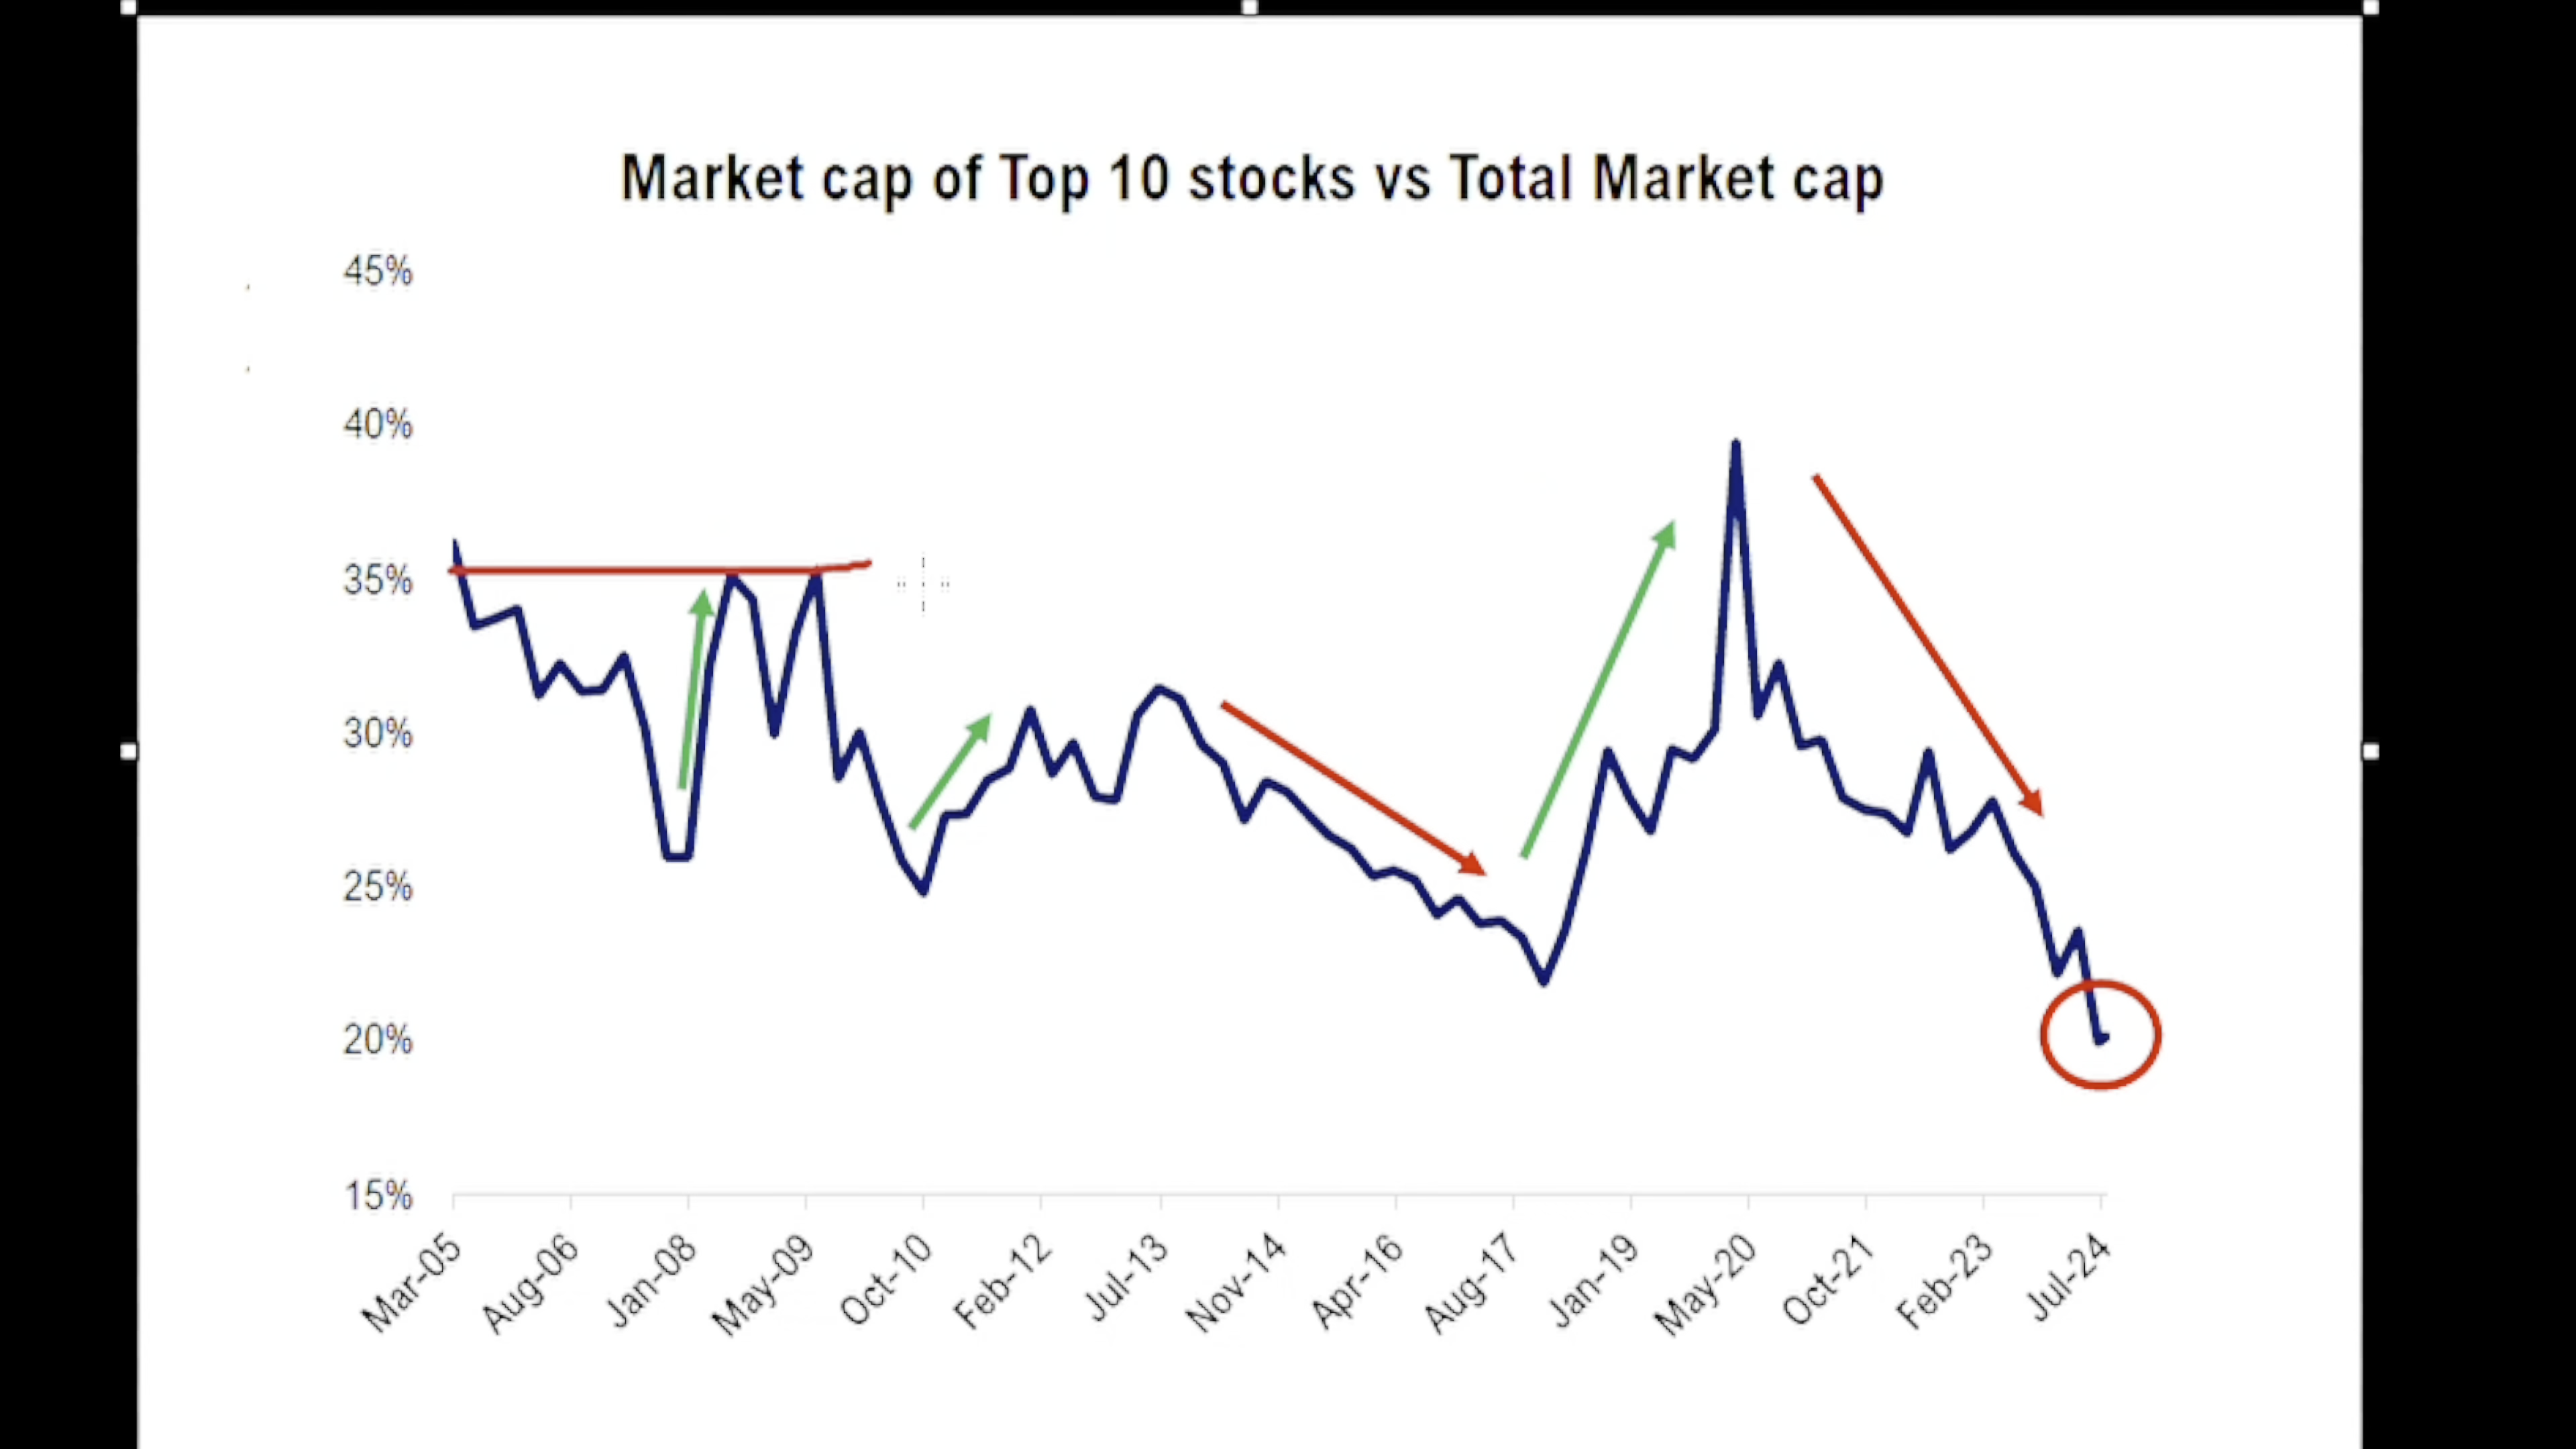 Market cap of Top 10 stocks vs Total Market cap
45%
40%
35%
30%
25%
20%
15%
Mar-05
Aug-06
Jan-08
May-09
Oct-10
Feb-12
Jul-13
Nov-14
Apr-16
Aug-17
Jan-19
May-20
Oct-21
Feb-23
Jul-24